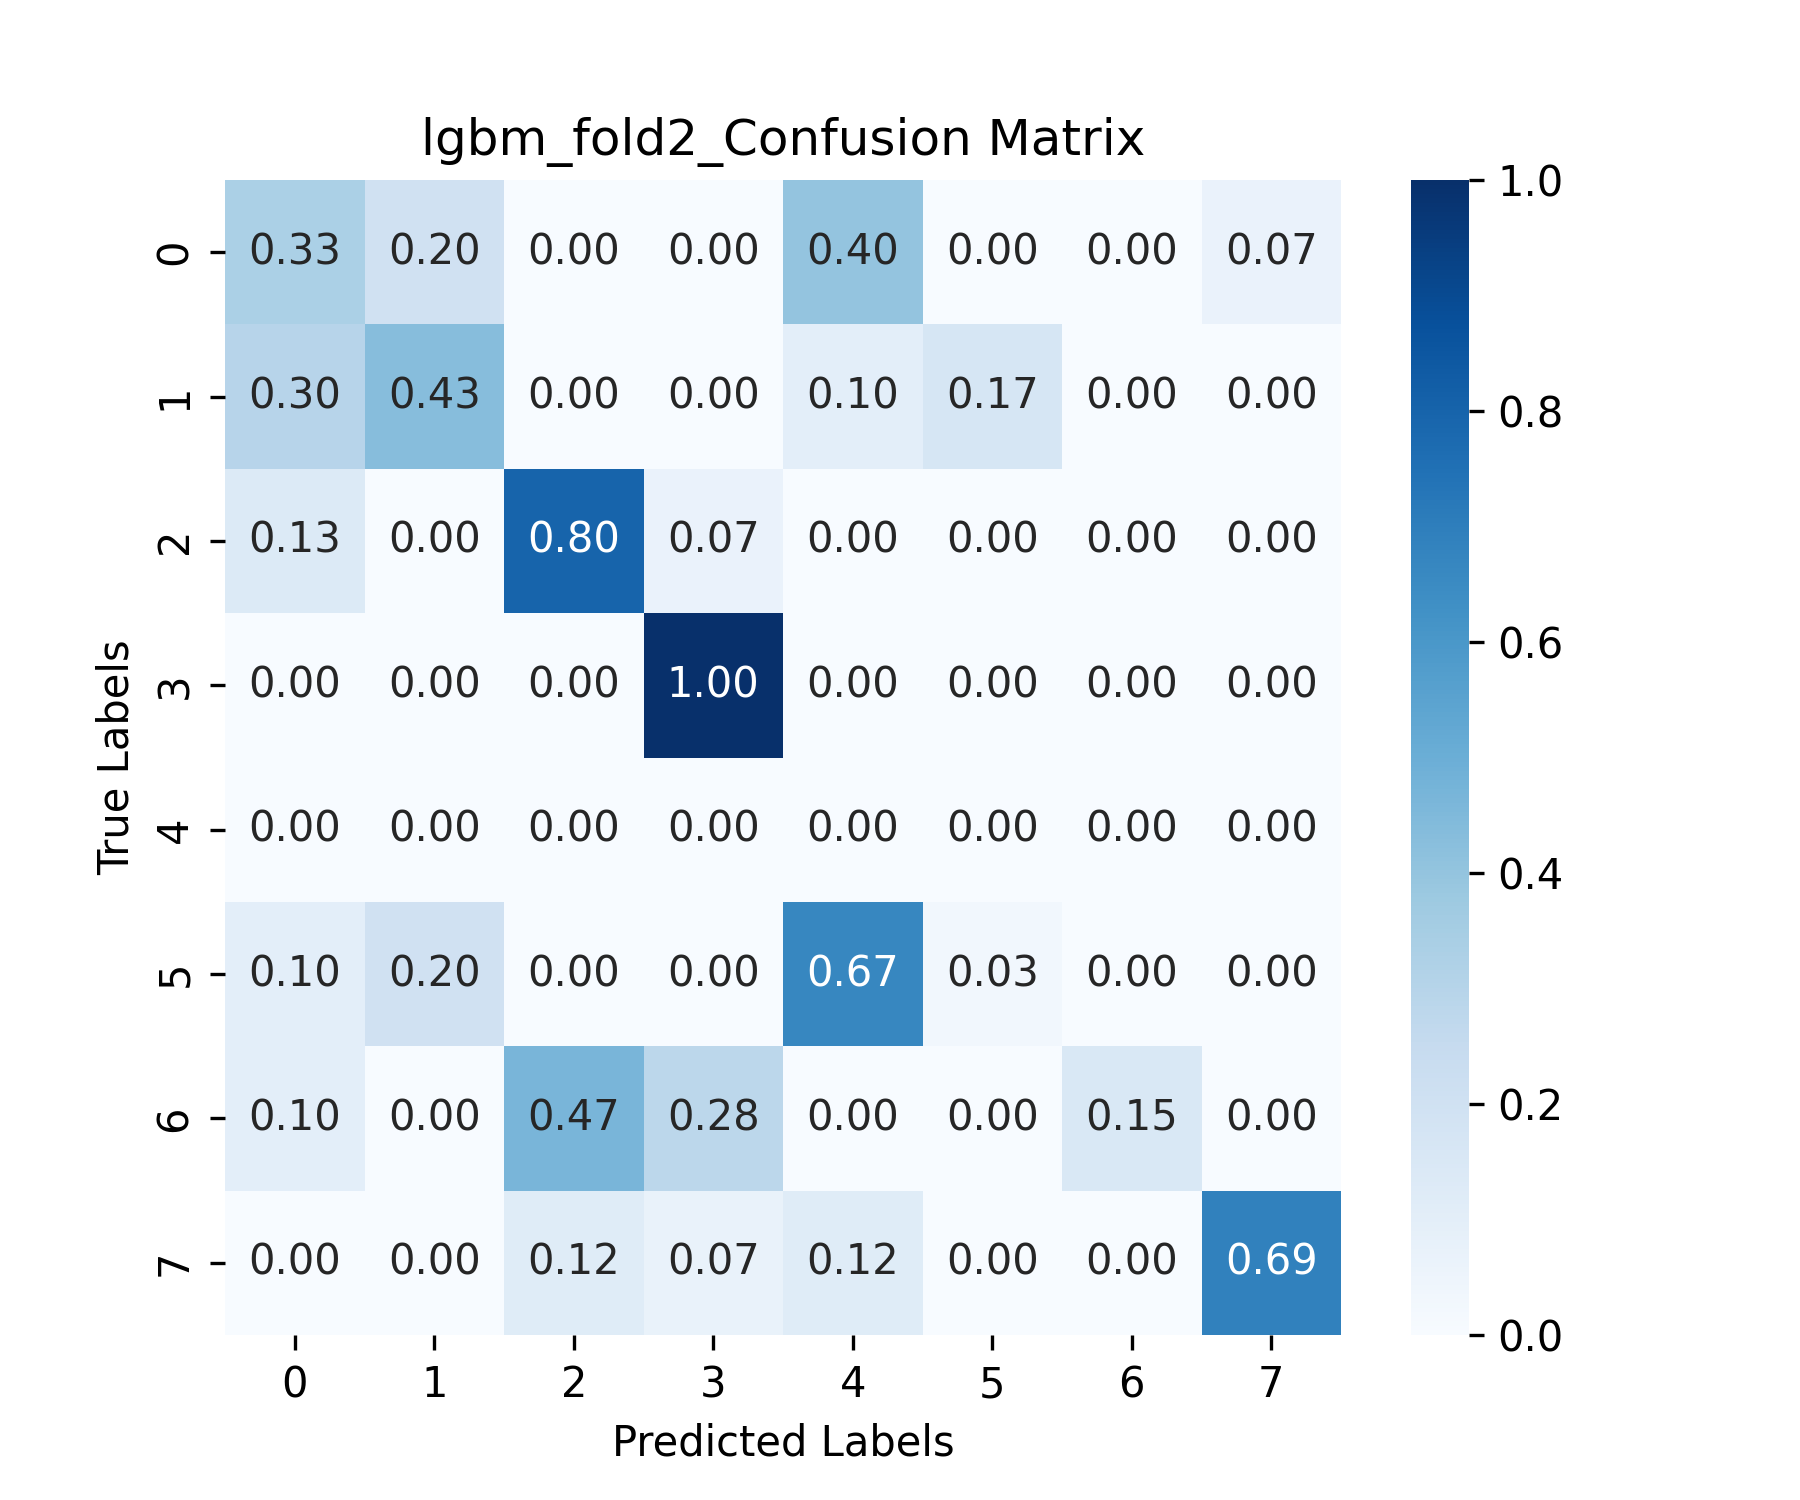 lgbm_fold2_Confusion Matrix
0 0.33 0.20 0.00 0.00 0.40 0.00 0.00 0.07
1 0.30 0.43 0.00 0.00 0.10 0.17 0.00 0.00
2 0.13 0.00 0.80 0.07 0.00 0.00 0.00 0.00
3 0.00 0.00 0.00 1.00 0.00 0.00 0.00 0.00
4 0.00 0.00 0.00 0.00 0.00 0.00 0.00 0.00
5 0.10 0.20 0.00 0.00 0.67 0.03 0.00 0.00
6 0.10 0.00 0.47 0.28 0.00 0.00 0.15 0.00
7 0.00 0.00 0.12 0.07 0.12 0.00 0.00 0.69
0 1 2 3 4 5 6 7
Predicted Labels
True Labels
1.0
0.8
0.6
0.4
0.2
0.0